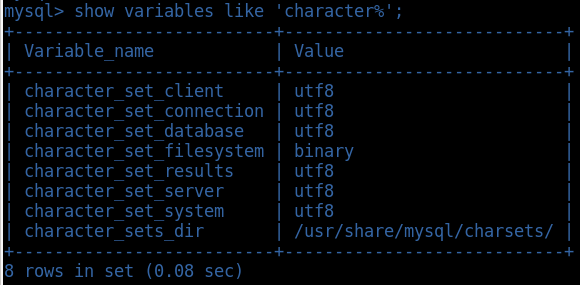 mysql> show variables like 'character%';
+--------------------------+----------------------------+
| Variable_name            | Value                      |
+--------------------------+----------------------------+
| character_set_client     | utf8                       |
| character_set_connection | utf8                       |
| character_set_database   | utf8                       |
| character_set_filesystem | binary                     |
| character_set_results    | utf8                       |
| character_set_server     | utf8                       |
| character_set_system     | utf8                       |
| character_sets_dir       | /usr/share/mysql/charsets/ |
+--------------------------+----------------------------+
8 rows in set (0.08 sec)